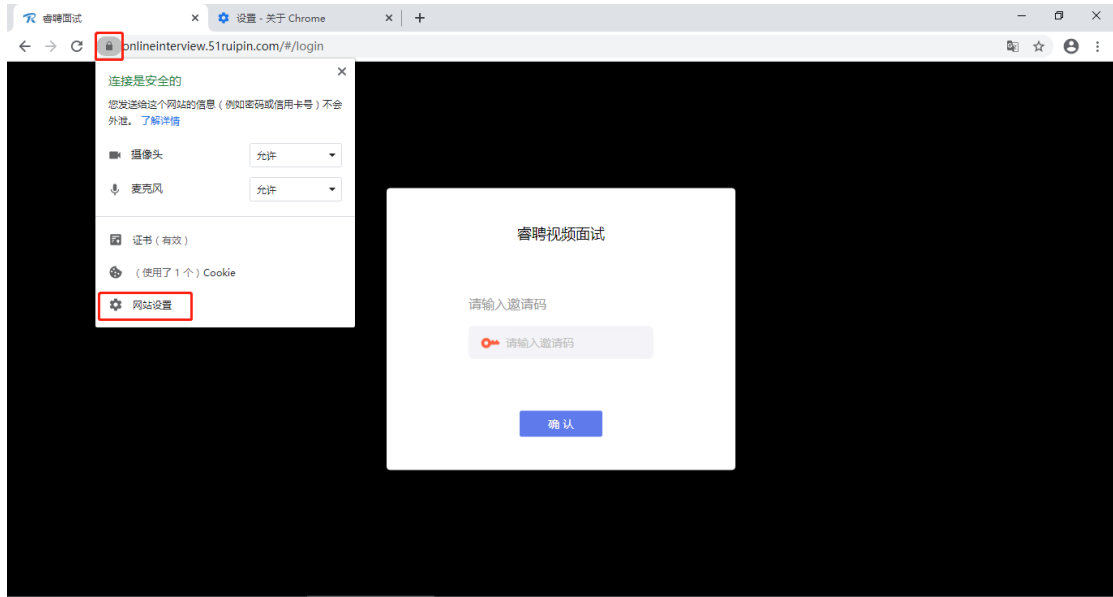 睿聘面试
设置 - 关于 Chrome
onlineinterview.51ruipin.com/#/login
连接是安全的
您发送给这个网站的信息（例如密码或信用卡号）不会
外泄。 了解详情
摄像头 允许
麦克风 允许
证书（有效）
（使用了 1 个）Cookie
网站设置
睿聘视频面试
请输入邀请码
请输入邀请码
确 认